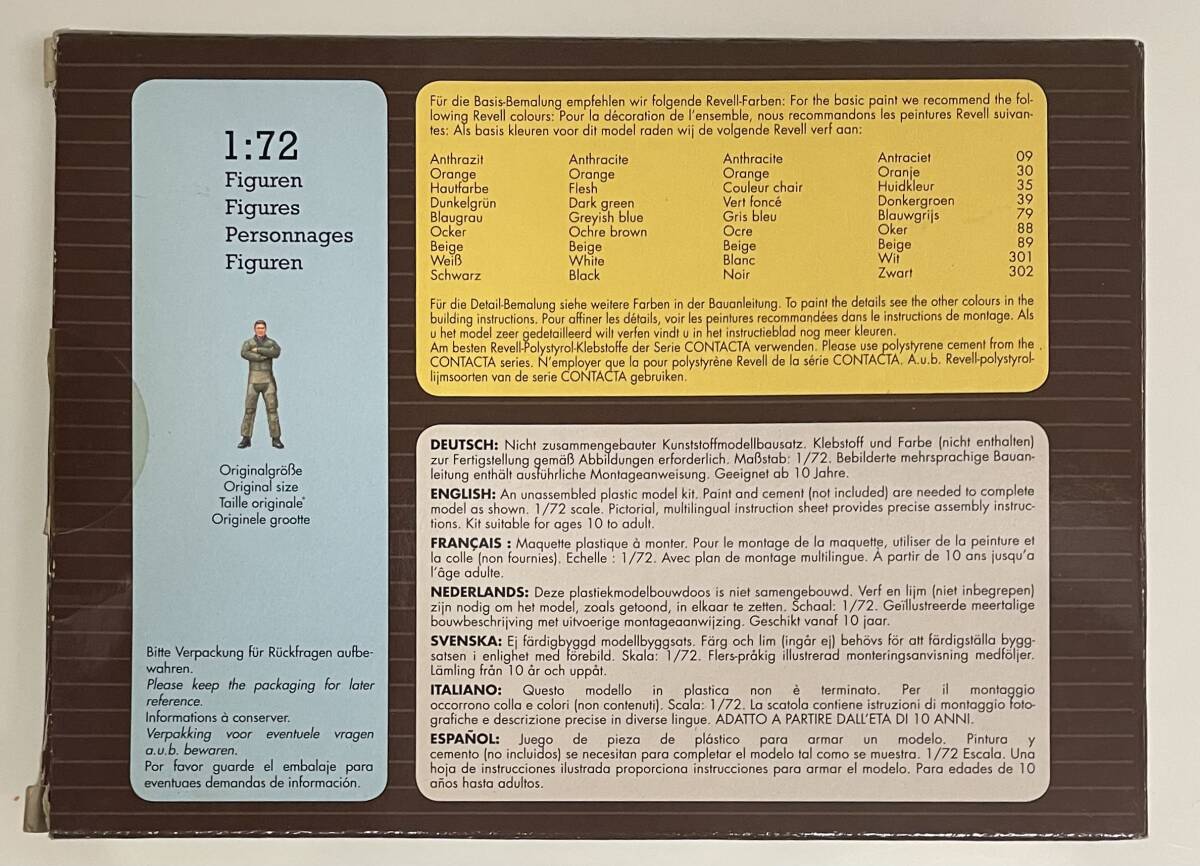 1:72
Figuren
Figures
Personnages
Figuren
Originalgröße
Original size
Taille originale*
Originele grootte
Bitte Verpackung für Rückfragen aufbe-
wahren.
Please keep the packaging for later
reference.
Informations à conserver.
Verpakking voor eventuele vragen
a.u.b. bewaren.
Por favor guarde el embalaje para
eventuaes demandas de información.
Für die Basis-Bemalung empfehlen wir folgende Revell-Farben: For the basic paint we recommend the fol-
lowing Revell colours: Pour la décoration de l'ensemble, nous recommandons les peintures Revell suivan-
tes: Als basis kleuren voor dit model raden wij de volgende Revell verf aan:
Anthrazit Anthracite Anthracite Antraciet 09
Orange Orange Orange Oranje 30
Hautfarbe Flesh Couleur chair Huidkleur 35
Dunkelgrün Dark green Vert foncé Donkergroen 39
Blaugrau Greyish blue Gris bleu Blauwgrijs 79
Ocker Ochre brown Ocre Oker 88
Beige Beige Beige Beige 89
Weiß White Blanc Wit 301
Schwarz Black Noir Zwart 302
Für die Detail-Bemalung siehe weitere Farben in der Bauanleitung. To paint the details see the other colours in the
building instructions. Pour affiner les détails, voir les peintures recommandées dans le instructions de montage. Als
u het model zeer gedetailleerd wilt verfen vindt u in het instructieblad nog meer kleuren.
Am besten Revell-Polystyrol-Klebstoffe der Serie CONTACTA verwenden. Please use polystyrene cement from the
CONTACTA series. N'employer que la pour polystyrène Revell de la série CONTACTA. A.u.b. Revell-polystyrol-
lijmsoorten van de serie CONTACTA gebruiken.
DEUTSCH: Nicht zusammengebauter Kunststoffmodellbausatz. Klebstoff und Farbe (nicht enthalten)
zur Fertigstellung gemäß Abbildungen erforderlich. Maßstab: 1/72. Bebilderte mehrsprachige Bauan-
leitung enthält ausführliche Montageanweisung. Geeignet ab 10 Jahre.
ENGLISH: An unassembled plastic model kit. Paint and cement (not included) are needed to complete
model as shown. 1/72 scale. Pictorial, multilingual instruction sheet provides precise assembly instruc-
tions. Kit suitable for ages 10 to adult.
FRANÇAIS : Maquette plastique à monter. Pour le montage de la maquette, utiliser de la peinture et
la colle (non fournies). Echelle : 1/72. Avec plan de montage multilingue. À partir de 10 ans jusqu'a
l'âge adulte.
NEDERLANDS: Deze plastiekmodelbouwdoos is niet samengebouwd. Verf en lijm (niet inbegrepen)
zijn nodig om het model, zoals getoond, in elkaar te zetten. Schaal: 1/72. Geïllustreerde meertalige
bouwbeschrijving met uitvoerige montageaanwijzing. Geschikt vanaf 10 jaar.
SVENSKA: Ej färdigbyggd modellbyggsats. Färg och lim (ingår ej) behövs för att färdigställa bygg-
satsen i enlighet med förebild. Skala: 1/72. Flers-pråkig illustrerad monteringsanvisning medföljer.
Lämling från 10 år och uppåt.
ITALIANO: Questo modello in plastica non è terminato. Per il montaggio
occorrono colla e colori (non contenuti). Scala: 1/72. La scatola contiene istruzioni di montaggio foto-
grafiche e descrizione precise in diverse lingue. ADATTO A PARTIRE DALL'ETA DI 10 ANNI.
ESPAÑOL: Juego de pieza de plástico para armar un modelo. Pintura y
cemento (no incluidos) se necesitan para completar el modelo tal como se muestra. 1/72 Escala. Una
hoja de instrucciones ilustrada proporciona instrucciones para armar el modelo. Para edades de 10
años hasta adultos.